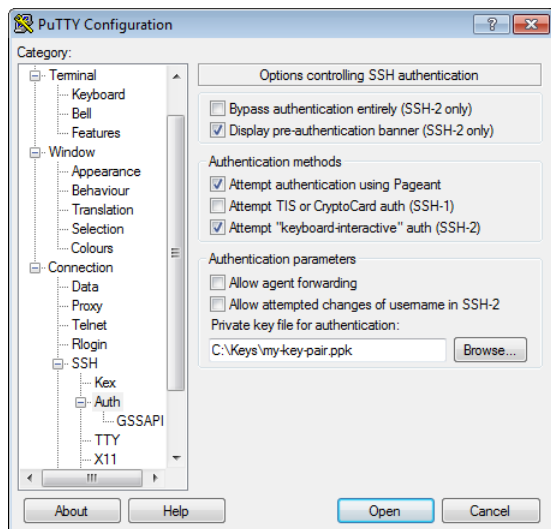 PuTTY Configuration
Category:
Terminal
Keyboard
Bell
Features
Window
Appearance
Behaviour
Translation
Selection
Colours
Connection
Data
Proxy
Telnet
Rlogin
SSH
Kex
Auth
GSSAPI
TTY
X11
Options controlling SSH authentication
Bypass authentication entirely (SSH-2 only)
Display pre-authentication banner (SSH-2 only)
Authentication methods
Attempt authentication using Pageant
Attempt TIS or CryptoCard auth (SSH-1)
Attempt "keyboard-interactive" auth (SSH-2)
Authentication parameters
Allow agent forwarding
Allow attempted changes of username in SSH-2
Private key file for authentication:
C:\Keys\my-key-pair.ppk
Browse...
About
Help
Open
Cancel